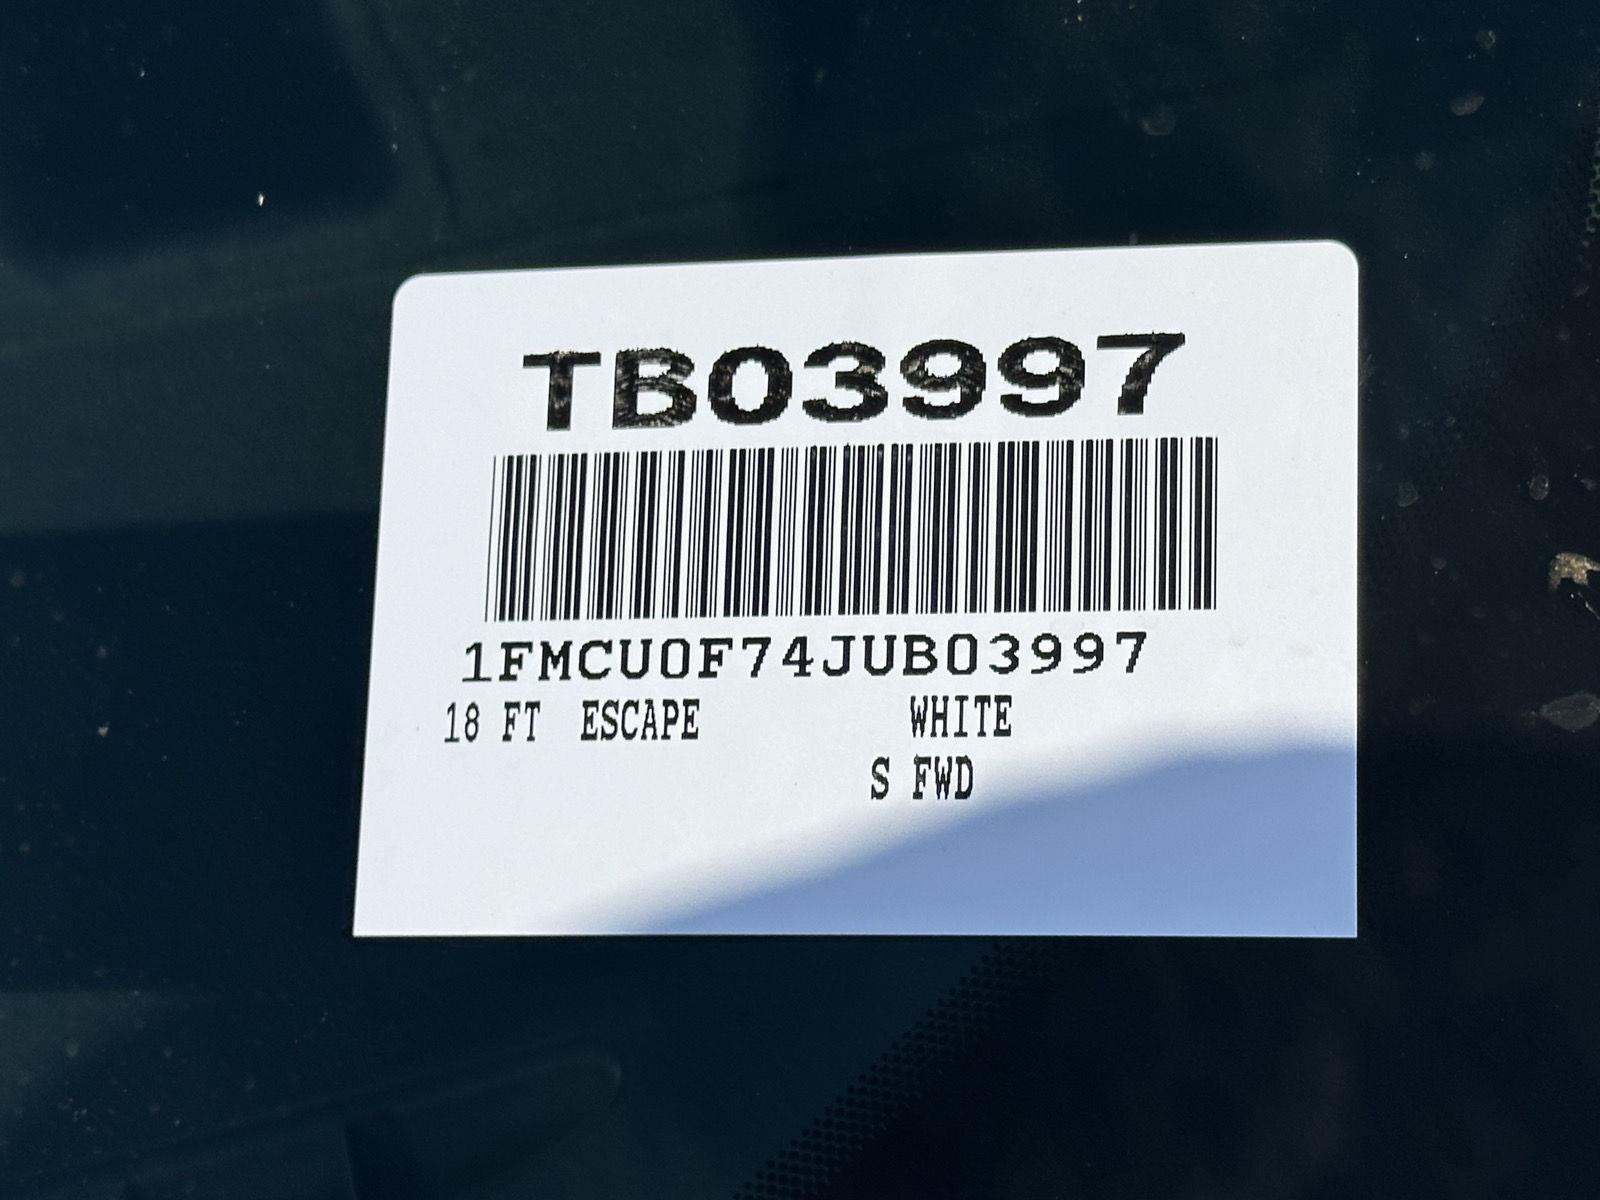 TB03997
1FMCU0F74JUB03997
18 FT ESCAPE WHITE
S FWD